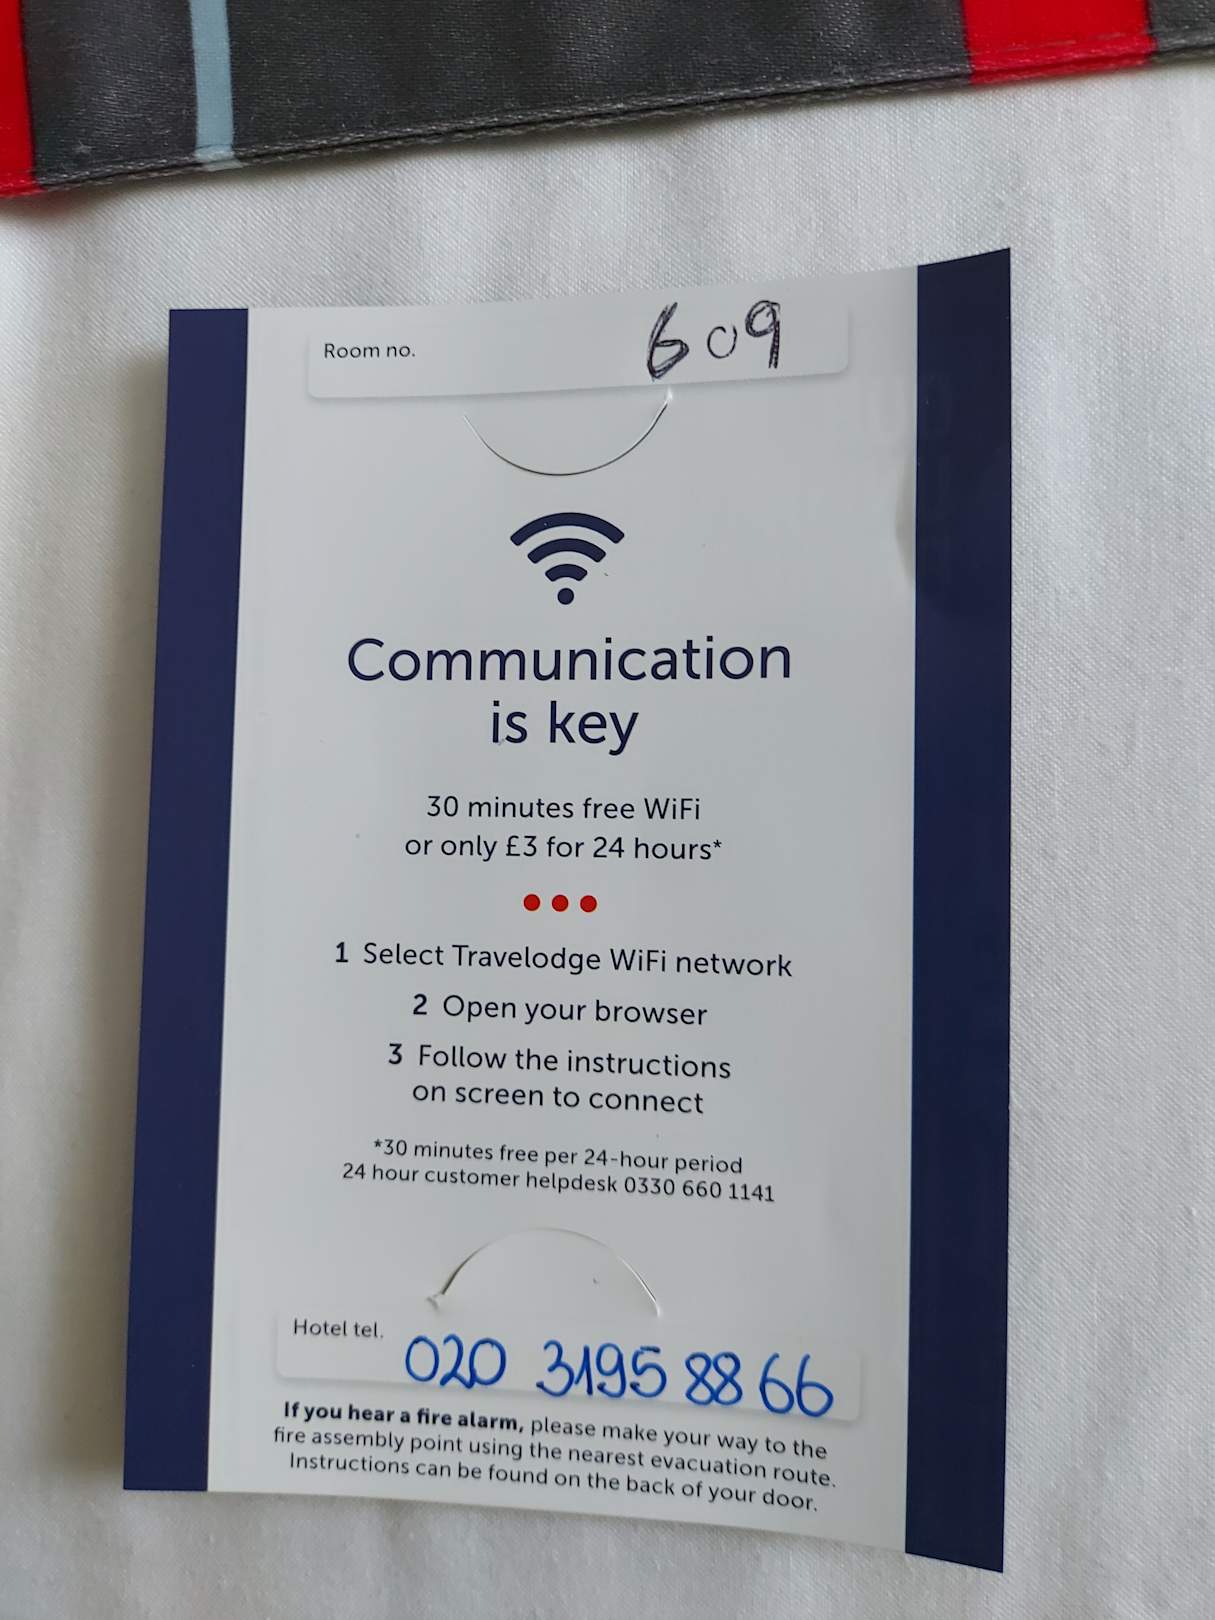 Room no. 609
Communication
is key
30 minutes free WiFi
or only £3 for 24 hours*
1 Select Travelodge WiFi network
2 Open your browser
3 Follow the instructions
on screen to connect
*30 minutes free per 24-hour period
24 hour customer helpdesk 0330 660 1141
Hotel tel. 020 3195 8866
If you hear a fire alarm, please make your way to the
fire assembly point using the nearest evacuation route.
Instructions can be found on the back of your door.